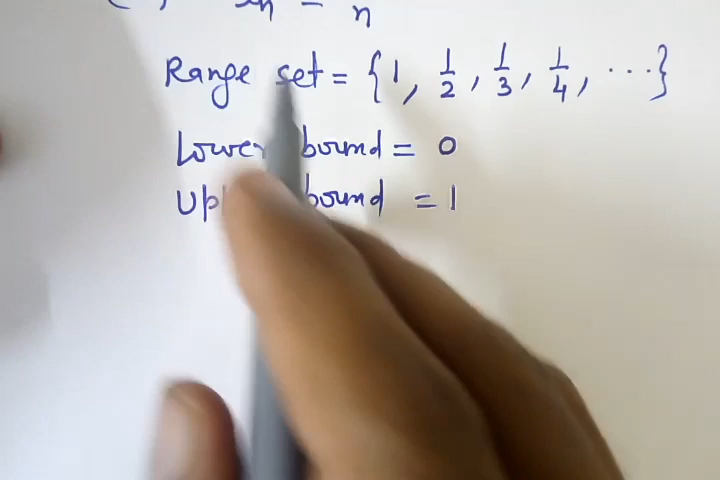 n
Range set = {1, 1/2, 1/3, 1/4, ...}
Lower bound = 0
bound = 1